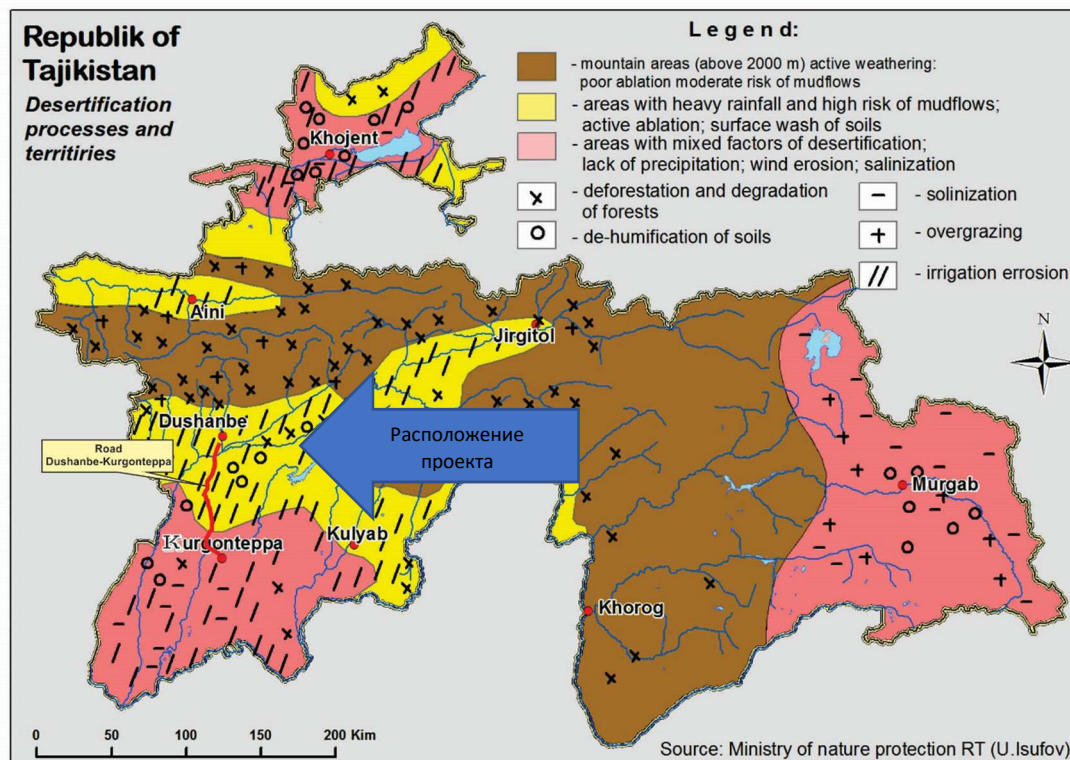 Republik of
Tajikistan
Desertification
processes and
territiries
Legend:
- mountain areas (above 2000 m) active weathering:
poor ablation moderate risk of mudflows
- areas with heavy rainfall and high risk of mudflows;
active ablation; surface wash of soils
- areas with mixed factors of desertification;
lack of precipitation; wind erosion; salinization
- deforestation and degradation
of forests
- de-humification of soils
- solinization
- overgrazing
- irrigation errosion
N
Khojent
Aini
Jirgitol
Dushanbe
Road
Dushanbe-Kurgonteppa
Расположение
проекта
Murgab
Kurgonteppa
Kulyab
Khorog
0 50 100 150 200 Kim
Source: Ministry of nature protection RT (U.Isufov)